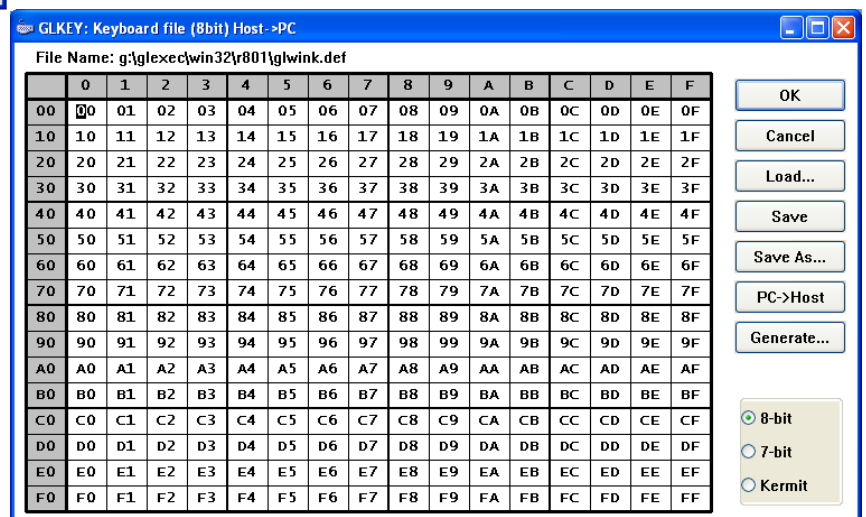 GLKEY: Keyboard file (8bit) Host->PC
File Name: g:\glexec\win32\r801\glwink.def
0 1 2 3 4 5 6 7 8 9 A B C D E F
00 00 01 02 03 04 05 06 07 08 09 0A 0B 0C 0D 0E 0F
10 10 11 12 13 14 15 16 17 18 19 1A 1B 1C 1D 1E 1F
20 20 21 22 23 24 25 26 27 28 29 2A 2B 2C 2D 2E 2F
30 30 31 32 33 34 35 36 37 38 39 3A 3B 3C 3D 3E 3F
40 40 41 42 43 44 45 46 47 48 49 4A 4B 4C 4D 4E 4F
50 50 51 52 53 54 55 56 57 58 59 5A 5B 5C 5D 5E 5F
60 60 61 62 63 64 65 66 67 68 69 6A 6B 6C 6D 6E 6F
70 70 71 72 73 74 75 76 77 78 79 7A 7B 7C 7D 7E 7F
80 80 81 82 83 84 85 86 87 88 89 8A 8B 8C 8D 8E 8F
90 90 91 92 93 94 95 96 97 98 99 9A 9B 9C 9D 9E 9F
A0 A0 A1 A2 A3 A4 A5 A6 A7 A8 A9 AA AB AC AD AE AF
B0 B0 B1 B2 B3 B4 B5 B6 B7 B8 B9 BA BB BC BD BE BF
C0 C0 C1 C2 C3 C4 C5 C6 C7 C8 C9 CA CB CC CD CE CF
D0 D0 D1 D2 D3 D4 D5 D6 D7 D8 D9 DA DB DC DD DE DF
E0 E0 E1 E2 E3 E4 E5 E6 E7 E8 E9 EA EB EC ED EE EF
F0 F0 F1 F2 F3 F4 F5 F6 F7 F8 F9 FA FB FC FD FE FF
OK
Cancel
Load...
Save
Save As...
PC->Host
Generate...
8-bit
7-bit
Kermit